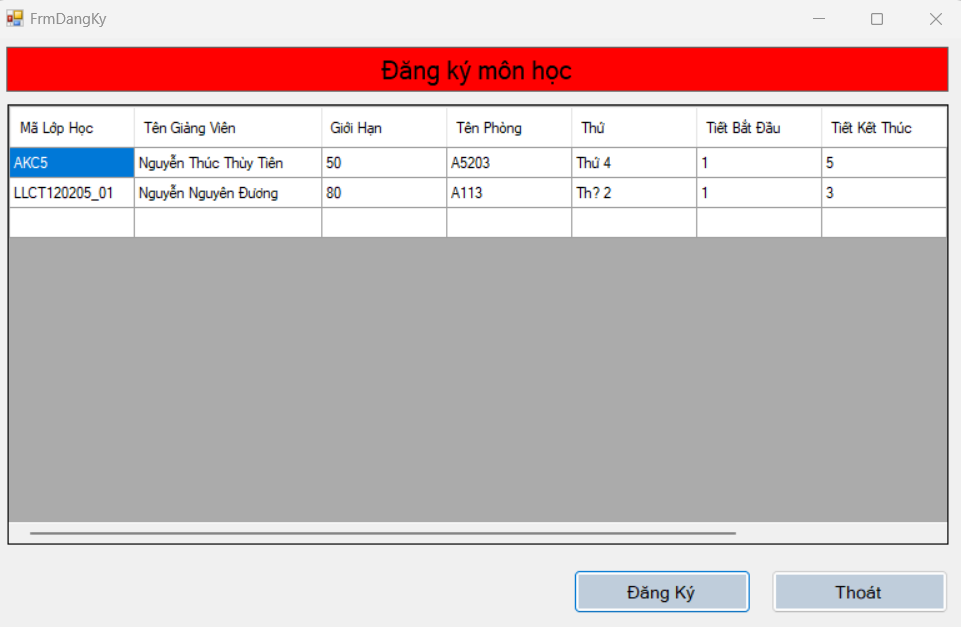 FrmDangKy
Đăng ký môn học
Mã Lớp Học Tên Giảng Viên Giới Hạn Tên Phòng Thứ Tiết Bắt Đầu Tiết Kết Thúc
AKC5 Nguyễn Thúc Thùy Tiên 50 A5203 Thứ 4 1 5
LLCT120205_01 Nguyễn Nguyên Đương 80 A113 Th? 2 1 3
Đăng Ký Thoát